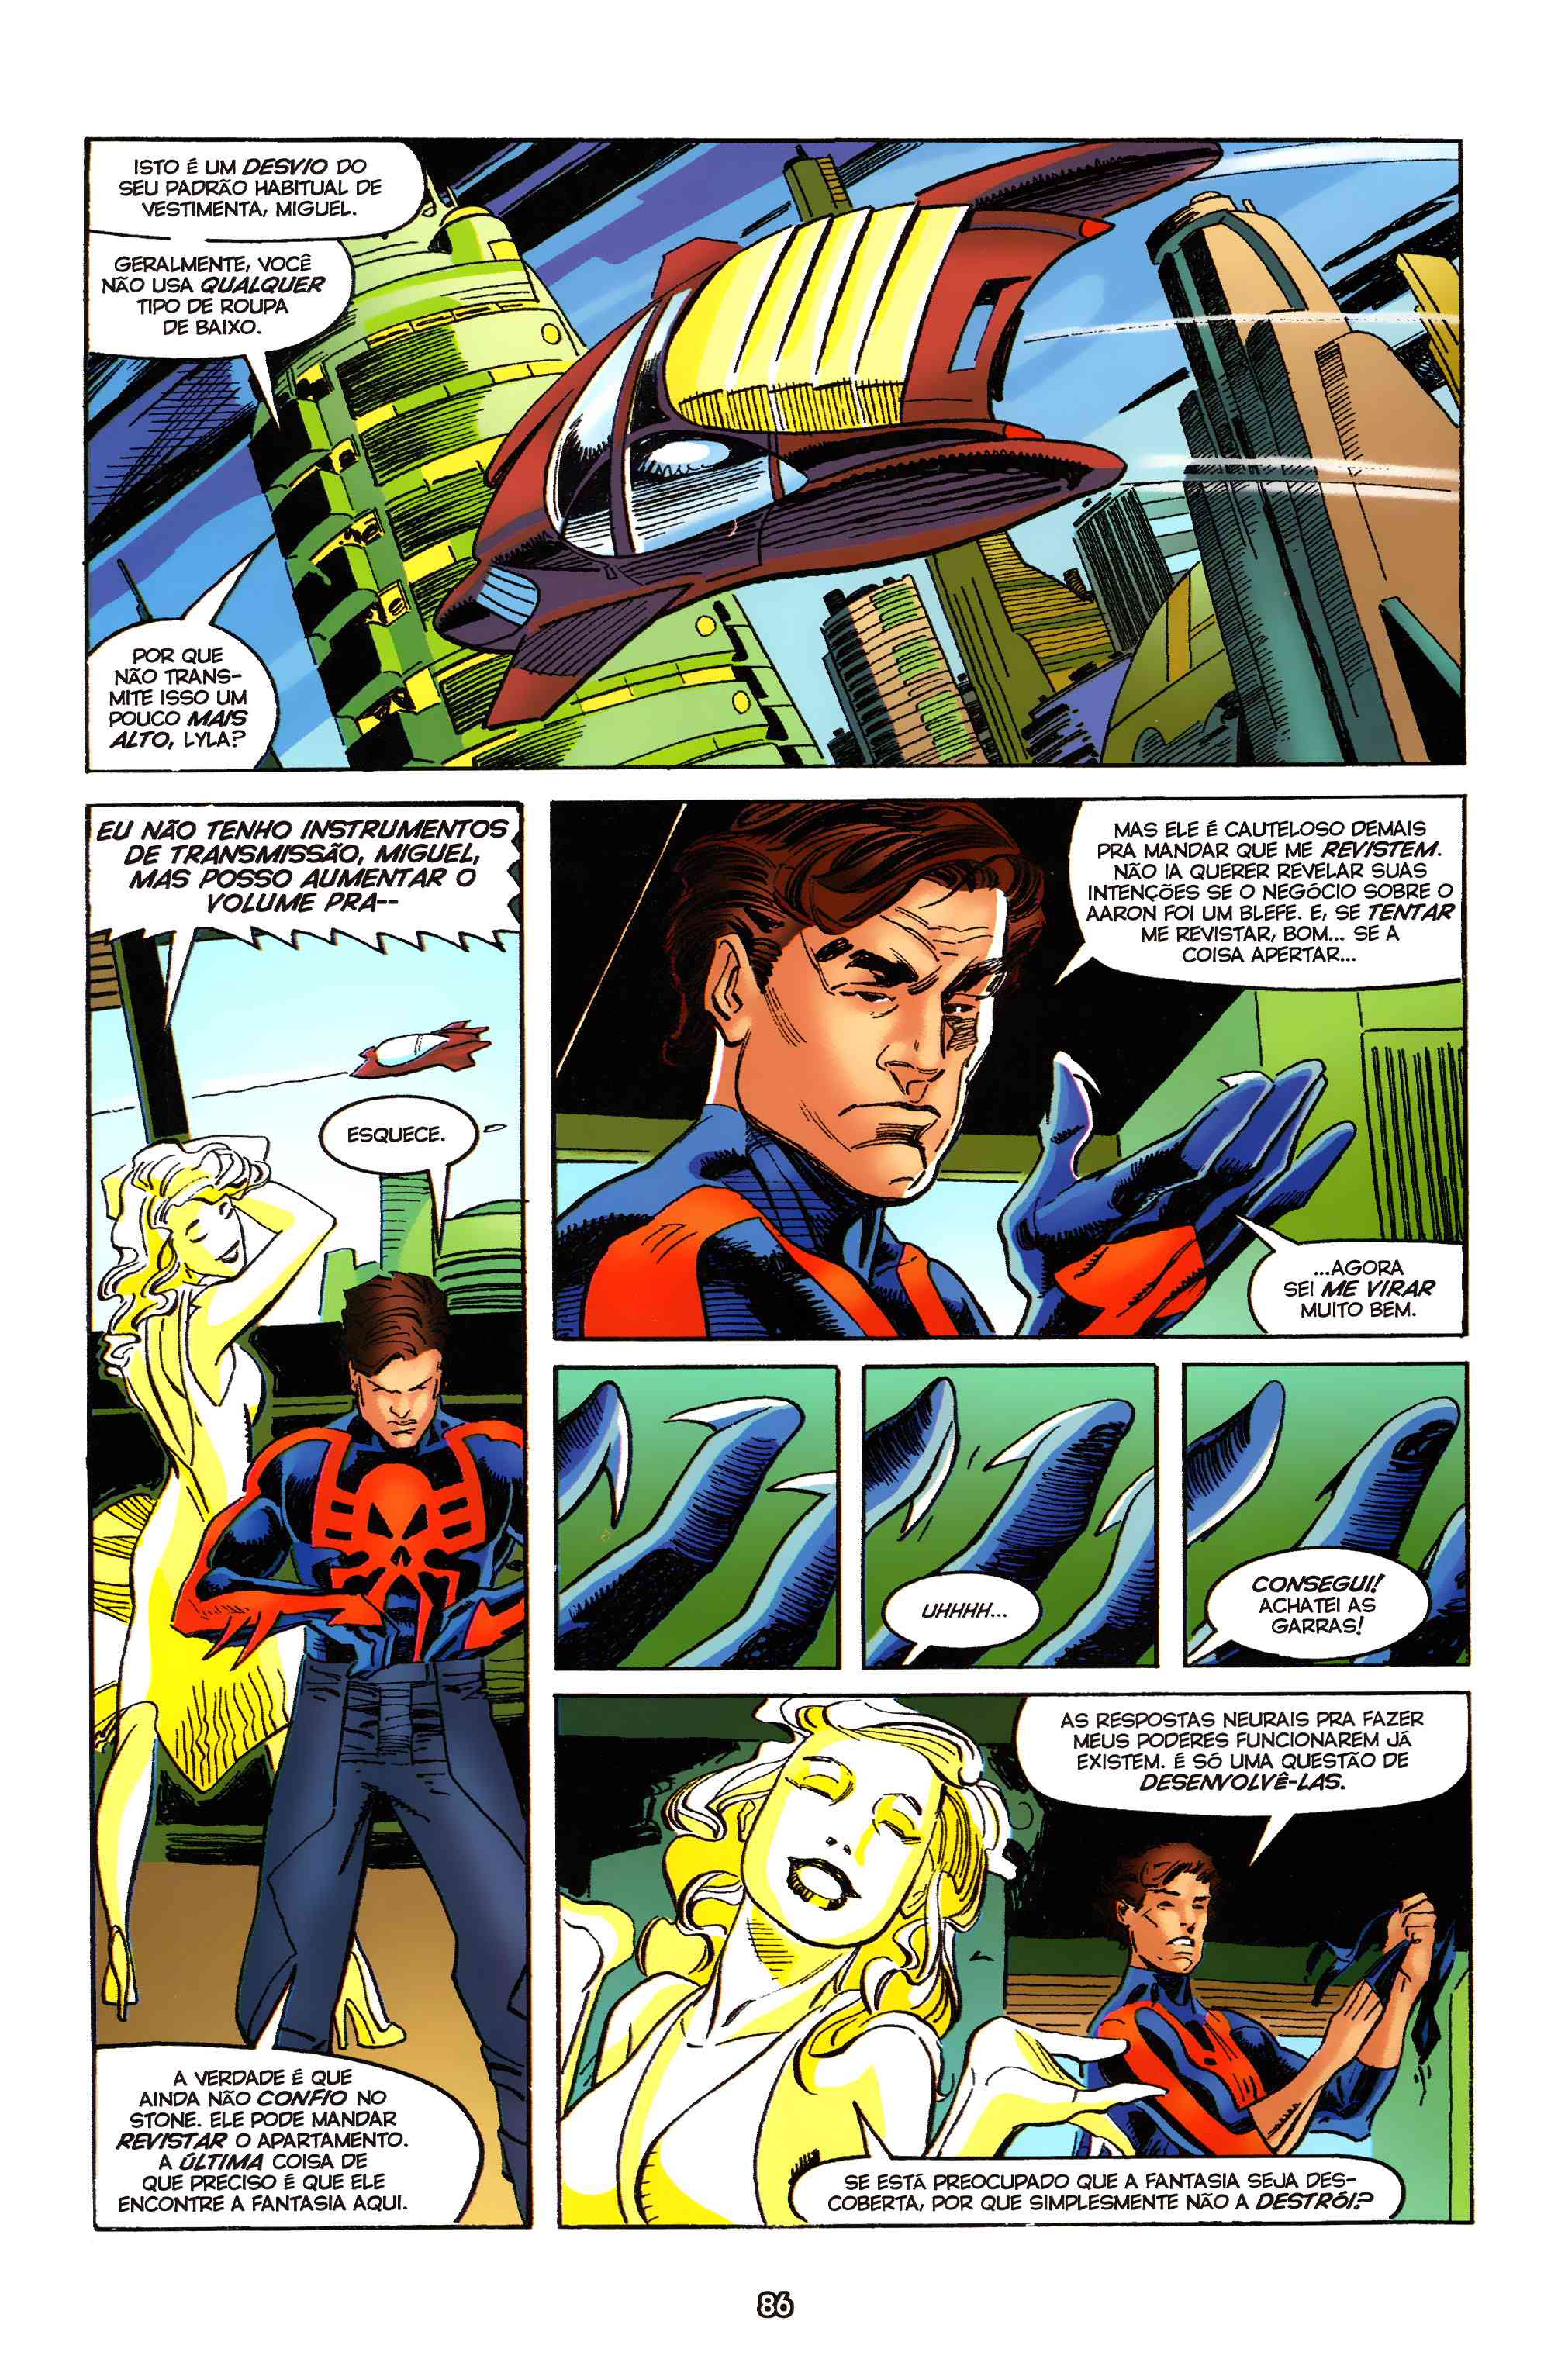 ISTO É UM DESVIO DO
SEU PADRÃO HABITUAL DE
VESTIMENTA, MIGUEL.
GERALMENTE, VOCÊ
NÃO USA QUALQUER
TIPO DE ROUPA
DE BAIXO.
POR QUE
NÃO TRANS-
MITE ISSO UM
POUCO MAIS
ALTO, LYLA?
EU NÃO TENHO INSTRUMENTOS
DE TRANSMISSÃO, MIGUEL,
MAS POSSO AUMENTAR O
VOLUME PRA--
ESQUECE.
A VERDADE É QUE
AINDA NÃO CONFIO NO
STONE. ELE PODE MANDAR
REVISTAR O APARTAMENTO.
A ÚLTIMA COISA DE
QUE PRECISO É QUE ELE
ENCONTRE A FANTASIA AQUI.
MAS ELE É CAUTELOSO DEMAIS
PRA MANDAR QUE ME REVISTEM.
NÃO IA QUERER REVELAR SUAS
INTENÇÕES SE O NEGÓCIO SOBRE O
AARON FOI UM BLEFE. E, SE TENTAR
ME REVISTAR, BOM... SE A
COISA APERTAR...
...AGORA
SEI ME VIRAR
MUITO BEM.
UHHHH...
CONSEGUI!
ACHATEI AS
GARRAS!
AS RESPOSTAS NEURAIS PRA FAZER
MEUS PODERES FUNCIONAREM JÁ
EXISTEM. É SÓ UMA QUESTÃO DE
DESENVOLVÊ-LAS.
SE ESTÁ PREOCUPADO QUE A FANTASIA SEJA DES-
COBERTA, POR QUE SIMPLESMENTE NÃO A DESTRÓI?
86